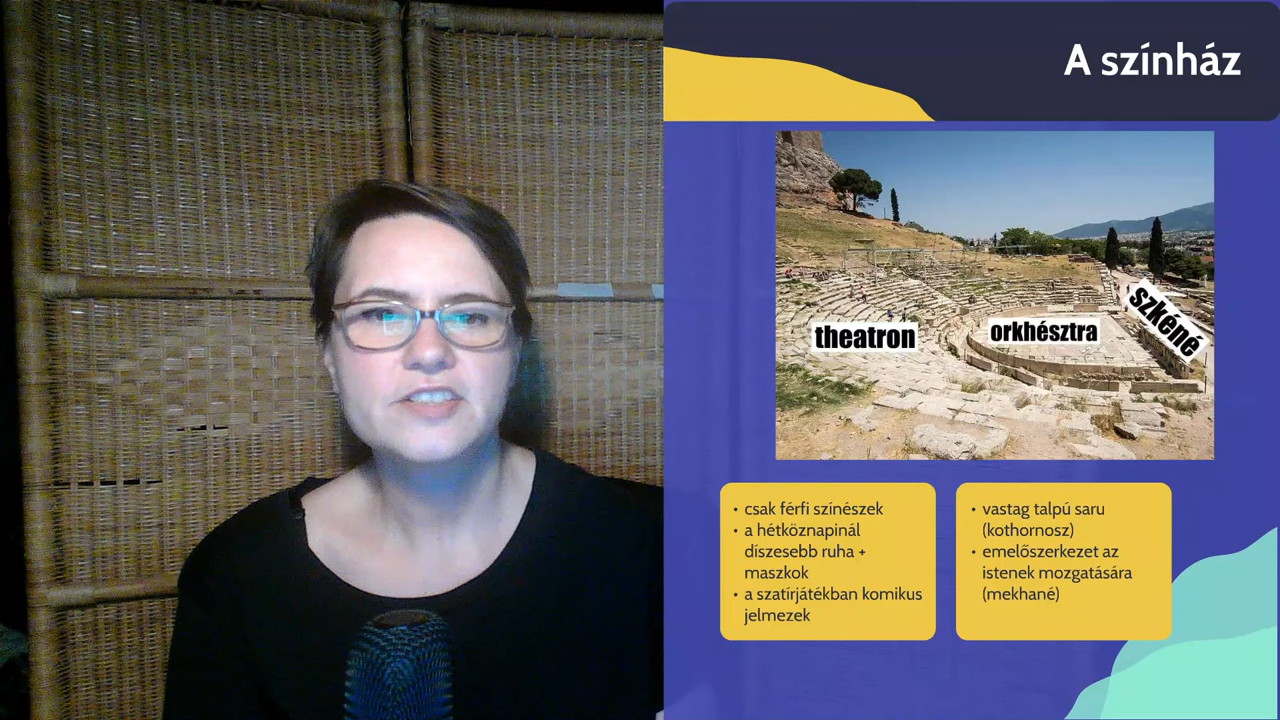 A színház
theatron
orkhésztra
szkéné
• csak férfi színészek
• a hétköznapinál
díszesebb ruha +
maszkok
• a szatírjátékban komikus
jelmezek
• vastag talpú saru
(kothornosz)
• emelőszerkezet az
istenek mozgatására
(mekhané)